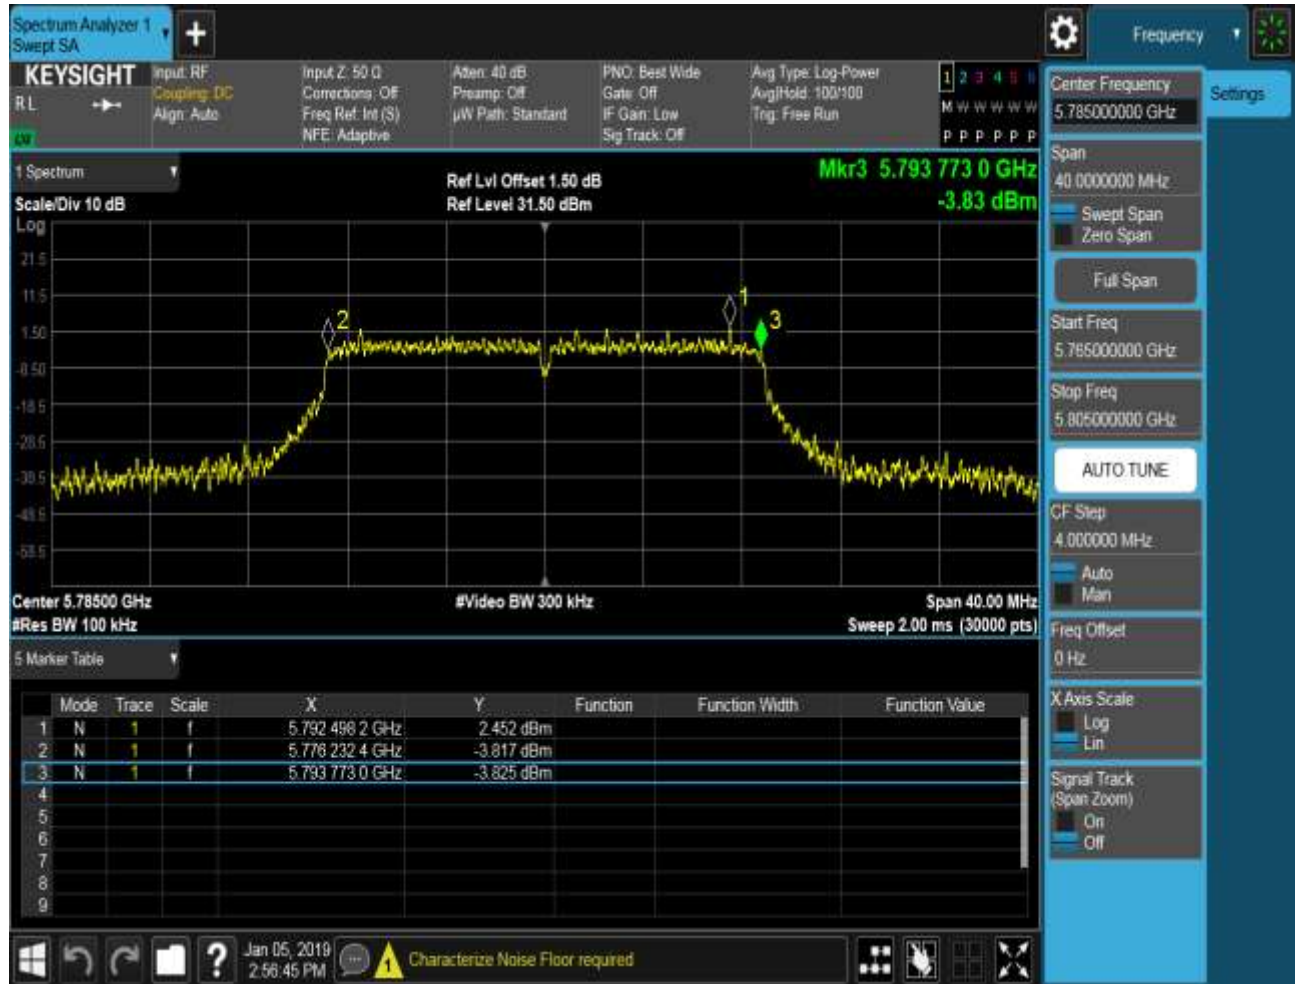 Spectrum Analyzer 1
Swept SA
Frequency
KEYSIGHT
RL
Input: RF
Coupling: DC
Align: Auto
Input Z: 50 Ω
Corrections: Off
Freq Ref: Int (S)
NFE: Adaptive
Atten: 40 dB
Preamp: Off
µW Path: Standard
PNO: Best Wide
Gate: Off
IF Gain: Low
Sig Track: Off
Avg Type: Log-Power
Avg|Hold: 100/100
Trig: Free Run
1 2 3 4 5 6
M W W W W W
P P P P P P
1 Spectrum
Scale/Div 10 dB
Ref Lvl Offset 1.50 dB
Ref Level 31.50 dBm
Mkr3 5.793 773 0 GHz
-3.83 dBm
Log
21.5
11.5
1.50
-8.50
-18.5
-28.5
-38.5
-48.5
-58.5
1
2
3
Center 5.78500 GHz
#Res BW 100 kHz
#Video BW 300 kHz
Span 40.00 MHz
Sweep 2.00 ms (30000 pts)
5 Marker Table
Mode Trace Scale X Y Function Function Width Function Value
1 N 1 f 5.792 498 2 GHz 2.452 dBm
2 N 1 f 5.776 232 4 GHz -3.817 dBm
3 N 1 f 5.793 773 0 GHz -3.825 dBm
4
5
6
7
8
9
Jan 05, 2019
2:56:45 PM
Characterize Noise Floor required
Settings
Center Frequency
5.785000000 GHz
Span
40.0000000 MHz
Swept Span
Zero Span
Full Span
Start Freq
5.765000000 GHz
Stop Freq
5.805000000 GHz
AUTO TUNE
CF Step
4.000000 MHz
Auto
Man
Freq Offset
0 Hz
X Axis Scale
Log
Lin
Signal Track
(Span Zoom)
On
Off